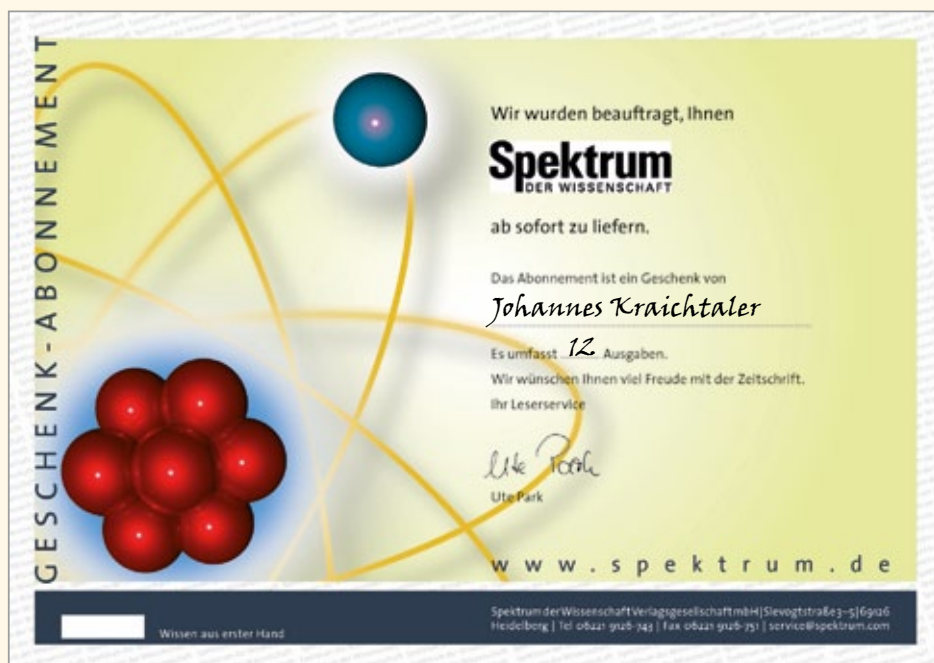 GESCHENK-ABONNEMENT
Wir wurden beauftragt, Ihnen
Spektrum
DER WISSENSCHAFT
ab sofort zu liefern.
Das Abonnement ist ein Geschenk von
Johannes Kraichtaler
Es umfasst 12 Ausgaben.
Wir wünschen Ihnen viel Freude mit der Zeitschrift.
Ihr Leserservice
Ute Park
Ute Park
www.spektrum.de
Spektrum der Wissenschaft Verlagsgesellschaft mbH | Slevogtstraße 3–5 | 69126
Heidelberg | Tel 06221 9126-743 | Fax 06221 9126-751 | service@spektrum.com
Wissen aus erster Hand